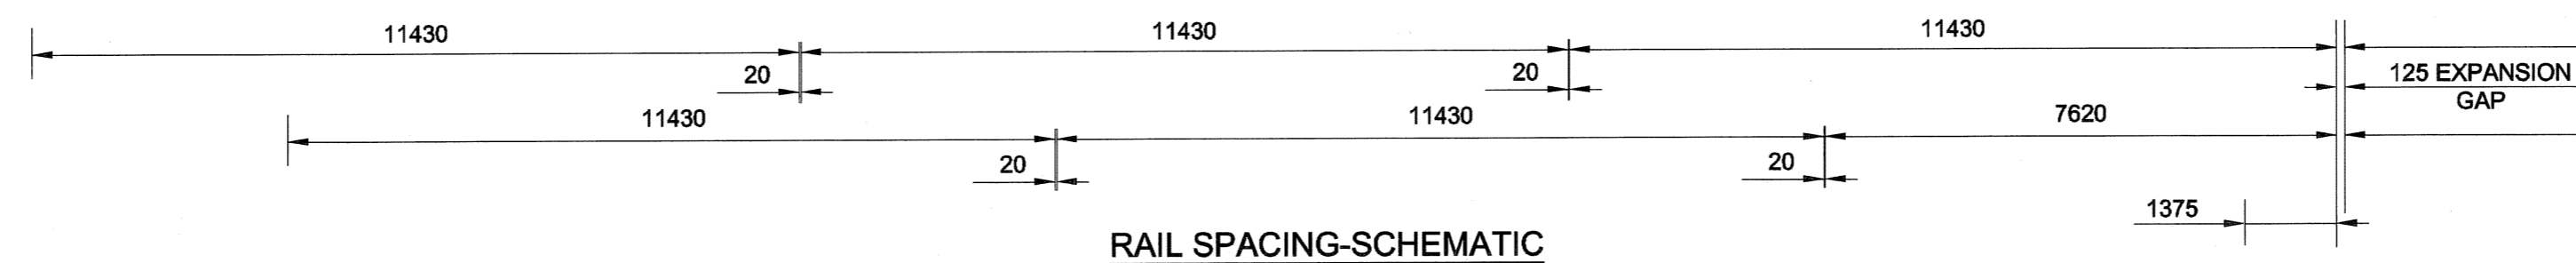 11430 11430 11430
20 20 125 EXPANSION
GAP
11430 11430 7620
20 20
1375
RAIL SPACING-SCHEMATIC